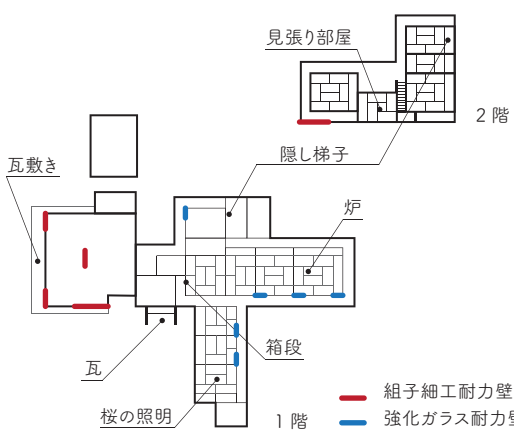 見張り部屋
2階
隠し梯子
瓦敷き
炉
箱段
瓦
桜の照明
1階
組子細工耐力壁
強化ガラス耐力壁